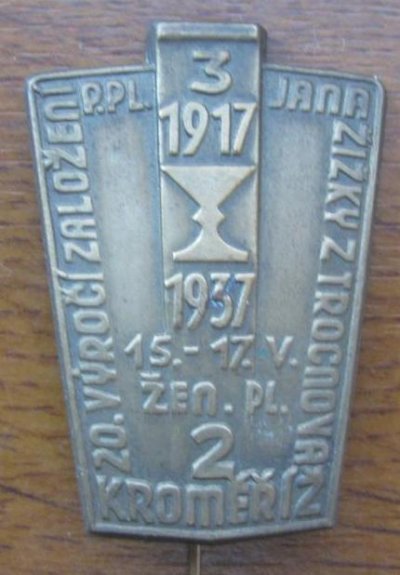 20. VÝROČÍ ZALOŽENÍ
P.PL. 3 JANA
ŽIŽKY Z TROCNOVA
1917
1937
15.-17. V.
ŽEN. PL.
2
KROMĚŘÍŽ